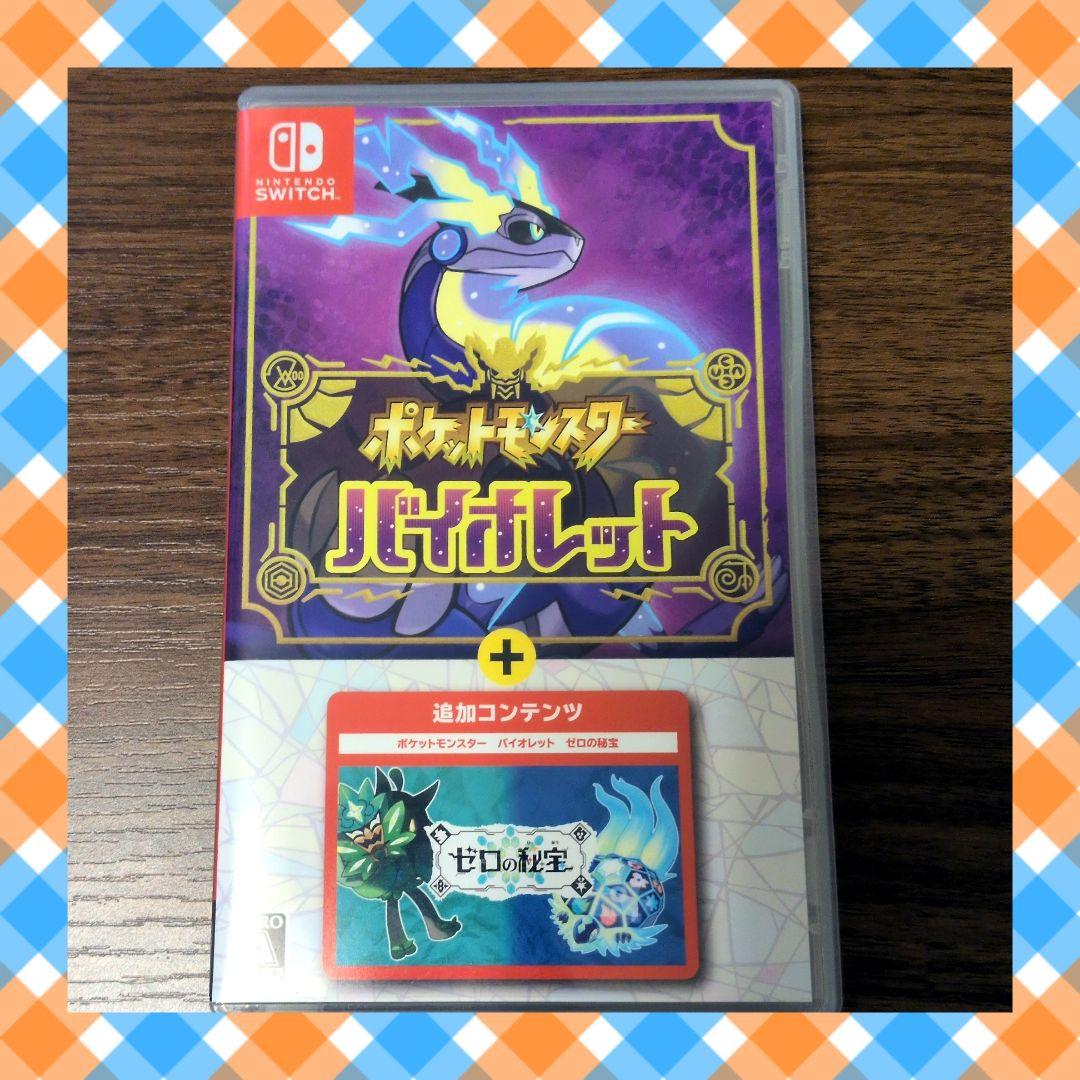 NINTENDO
SWITCH™
ポケットモンスター
バイオレット
+
追加コンテンツ
ポケットモンスター バイオレット ゼロの秘宝
ゼロの秘宝